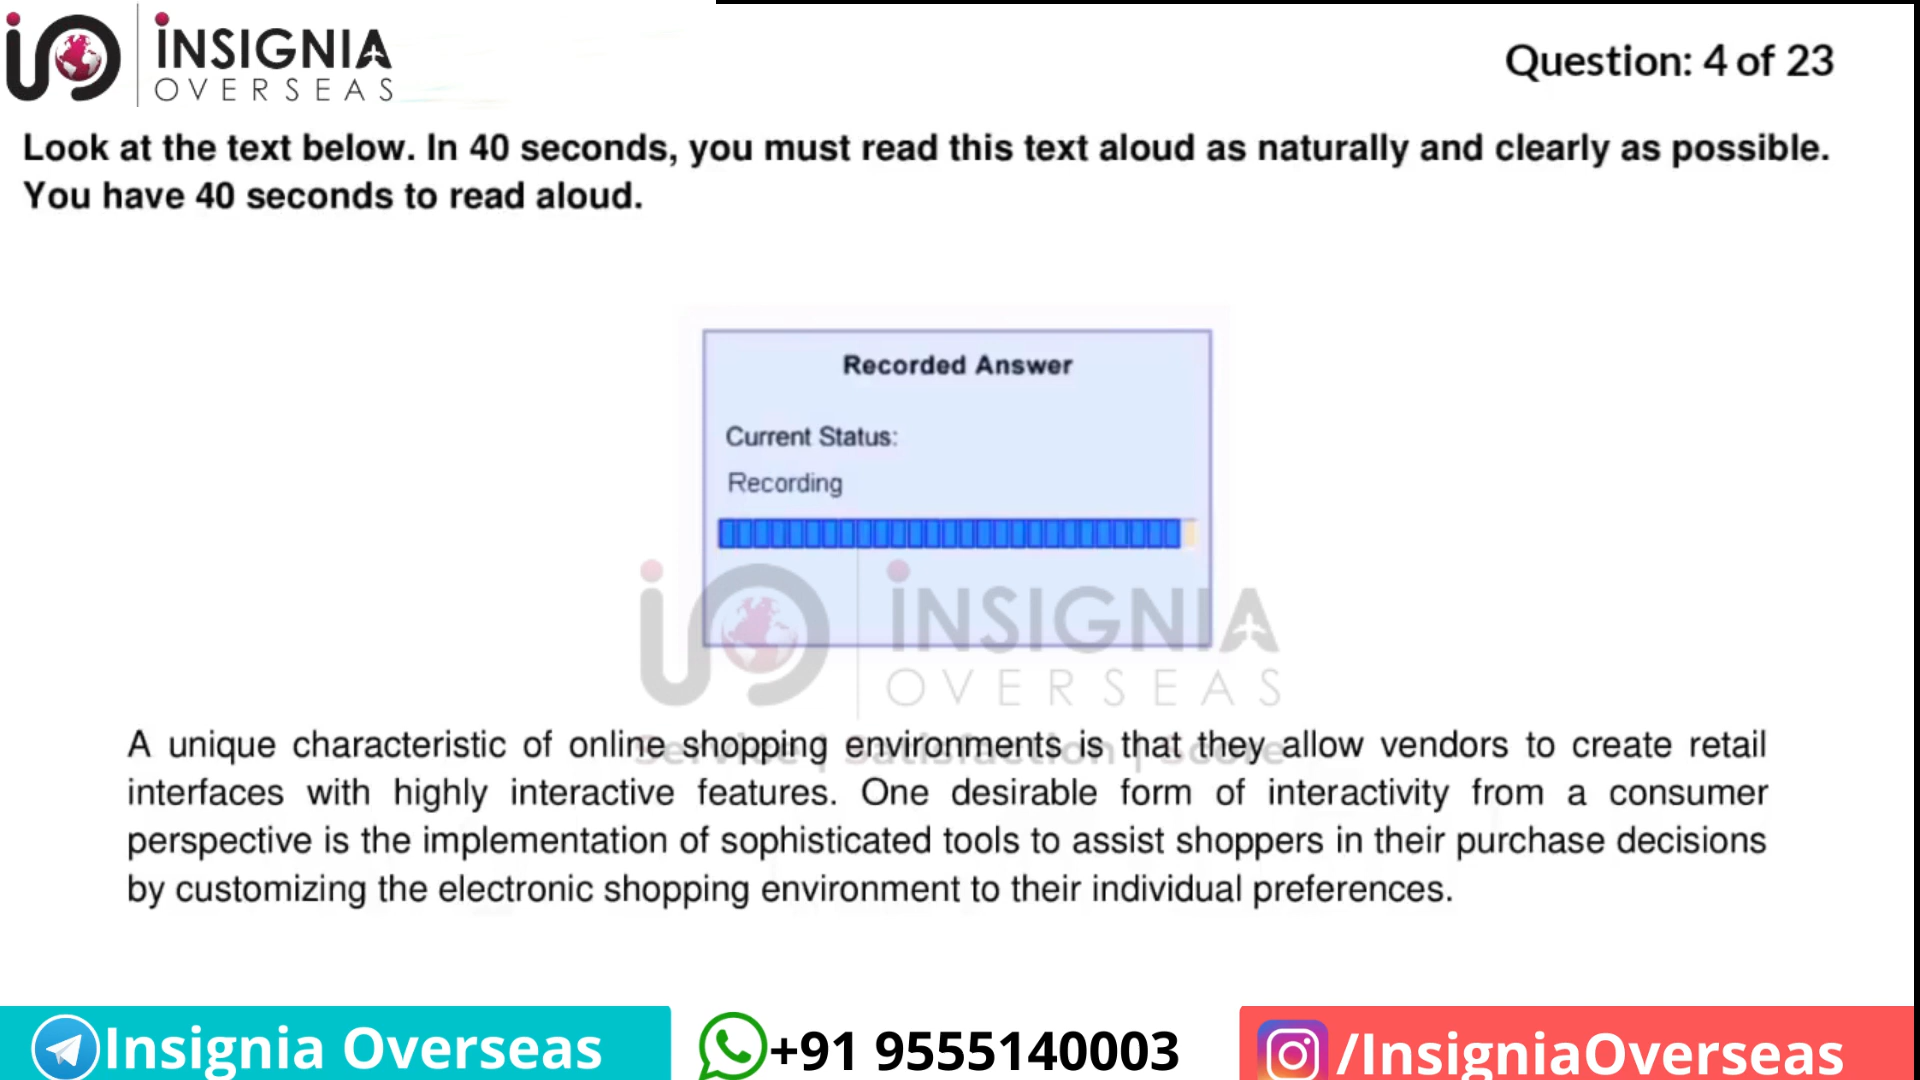 INSIGNIA
OVERSEAS
Question: 4 of 23
Look at the text below. In 40 seconds, you must read this text aloud as naturally and clearly as possible.
You have 40 seconds to read aloud.
Recorded Answer
Current Status:
Recording
INSIGNIA
OVERSEAS
Service | Satisfaction | Score
A unique characteristic of online shopping environments is that they allow vendors to create retail
interfaces with highly interactive features. One desirable form of interactivity from a consumer
perspective is the implementation of sophisticated tools to assist shoppers in their purchase decisions
by customizing the electronic shopping environment to their individual preferences.
Insignia Overseas
+91 9555140003
/InsigniaOverseas